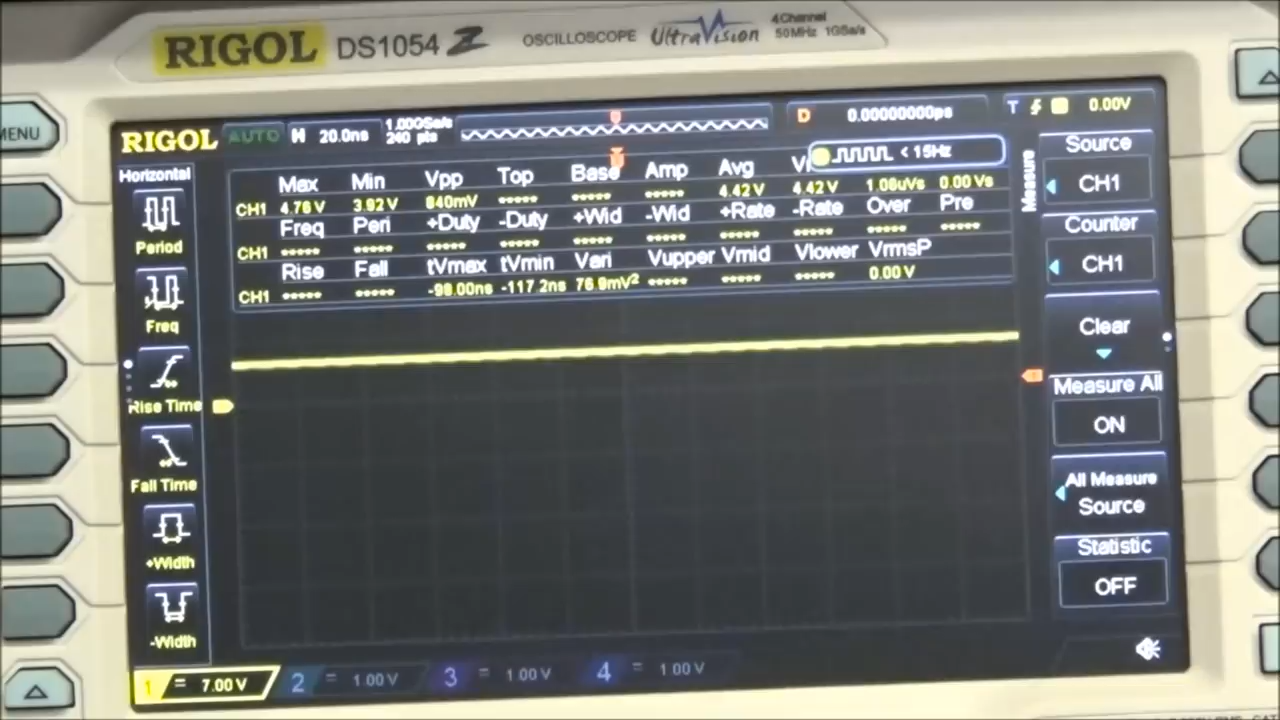 RIGOL DS1054Z OSCILLOSCOPE UltraVision 4Channel
50MHz 1GSa/s
MENU
RIGOL AUTO H 20.0ns 1.00GSa/s
240 pts
D 0.00000000ps T 0.00V
< 15Hz
Horizontal
Period
Freq
Rise Time
Fall Time
+Width
-Width
Max Min Vpp Top Base Amp Avg
CH1 4.76 V 3.92 V 840mV ***** ***** ***** 4.42 V 4.42 V 1.06uVs 0.00 Vs
Freq Peri +Duty -Duty +Wid -Wid +Rate -Rate Over Pre
CH1 ***** ***** ***** ***** ***** ***** ***** ***** ***** *****
Rise Fall tVmax tVmin Vari Vupper Vmid Vlower VrmsP
CH1 ***** ***** -99.00ns -117.2ns 76.9mV² ***** ***** ***** 0.00 V
Measure
Source
CH1
Counter
CH1
Clear
Measure All
ON
All Measure
Source
Statistic
OFF
1 = 7.00 V 2 = 1.00 V 3 = 1.00 V 4 = 1.00 V